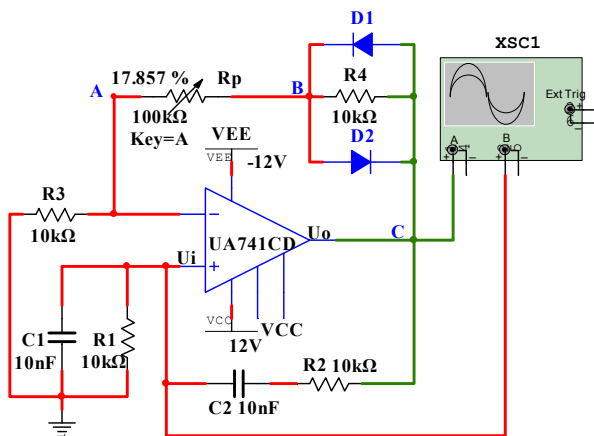 D1
XSC1
17.857 %
Rp
A
B
R4
100kΩ
10kΩ
Key=A
D2
Ext Trig
+
−
A
B
+
−
+
−
VEE
VEE
-12V
R3
10kΩ
−
UA741CD
Uo
C
Ui
+
VCC
VCC
12V
C1
10nF
R1
10kΩ
R2 10kΩ
C2 10nF